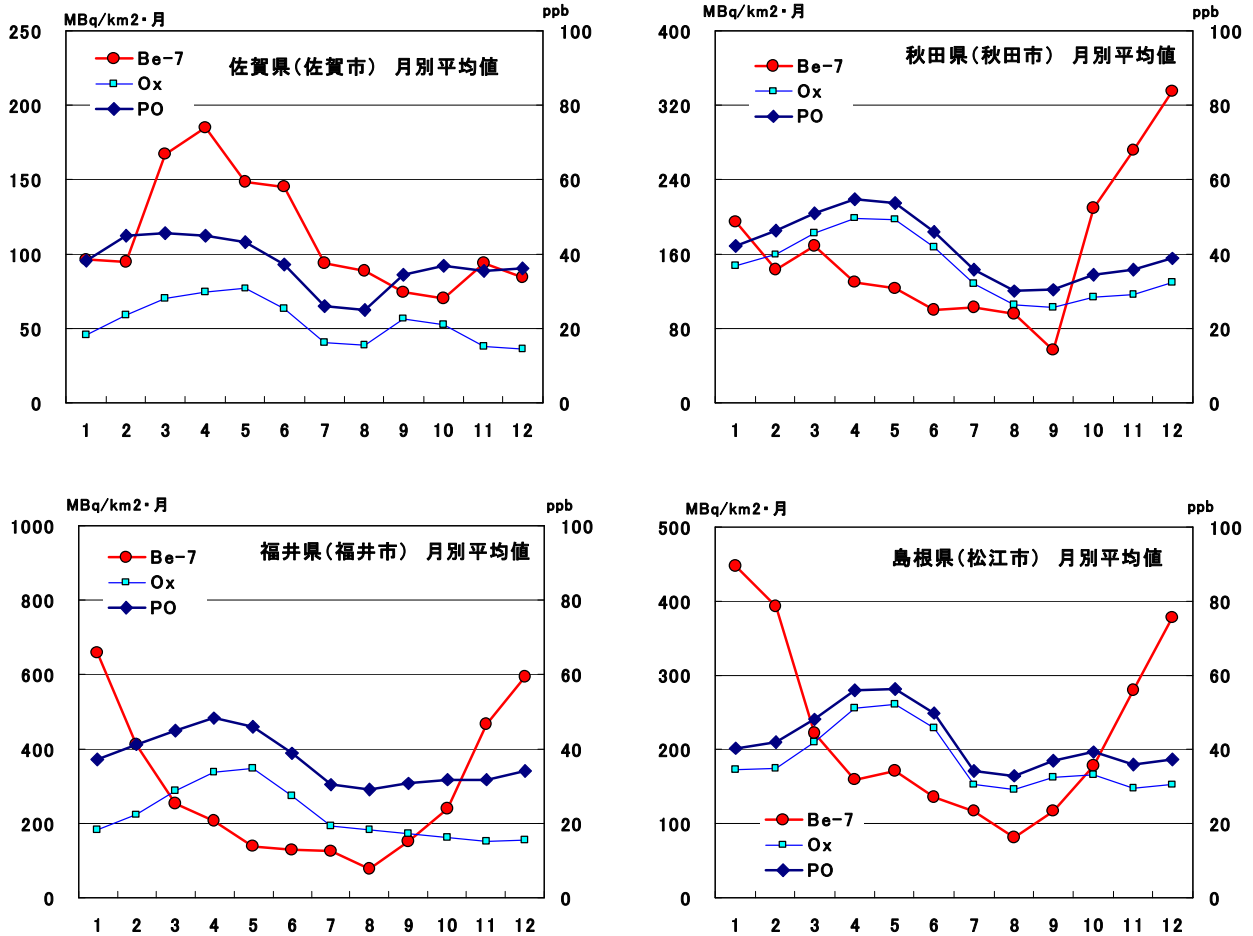 MBq/km2・月 ppb
佐賀県(佐賀市) 月別平均値
Be-7
Ox
PO
250 100
200 80
150 60
100 40
50 20
0 0
1 2 3 4 5 6 7 8 9 10 11 12
MBq/km2・月 ppb
秋田県(秋田市) 月別平均値
Be-7
Ox
PO
400 100
320 80
240 60
160 40
80 20
0 0
1 2 3 4 5 6 7 8 9 10 11 12
MBq/km2・月 ppb
福井県(福井市) 月別平均値
Be-7
Ox
PO
1000 100
800 80
600 60
400 40
200 20
0 0
1 2 3 4 5 6 7 8 9 10 11 12
MBq/km2・月 ppb
島根県(松江市) 月別平均値
500 100
400 80
300 60
200 40
100 20
0 0
Be-7
Ox
PO
1 2 3 4 5 6 7 8 9 10 11 12